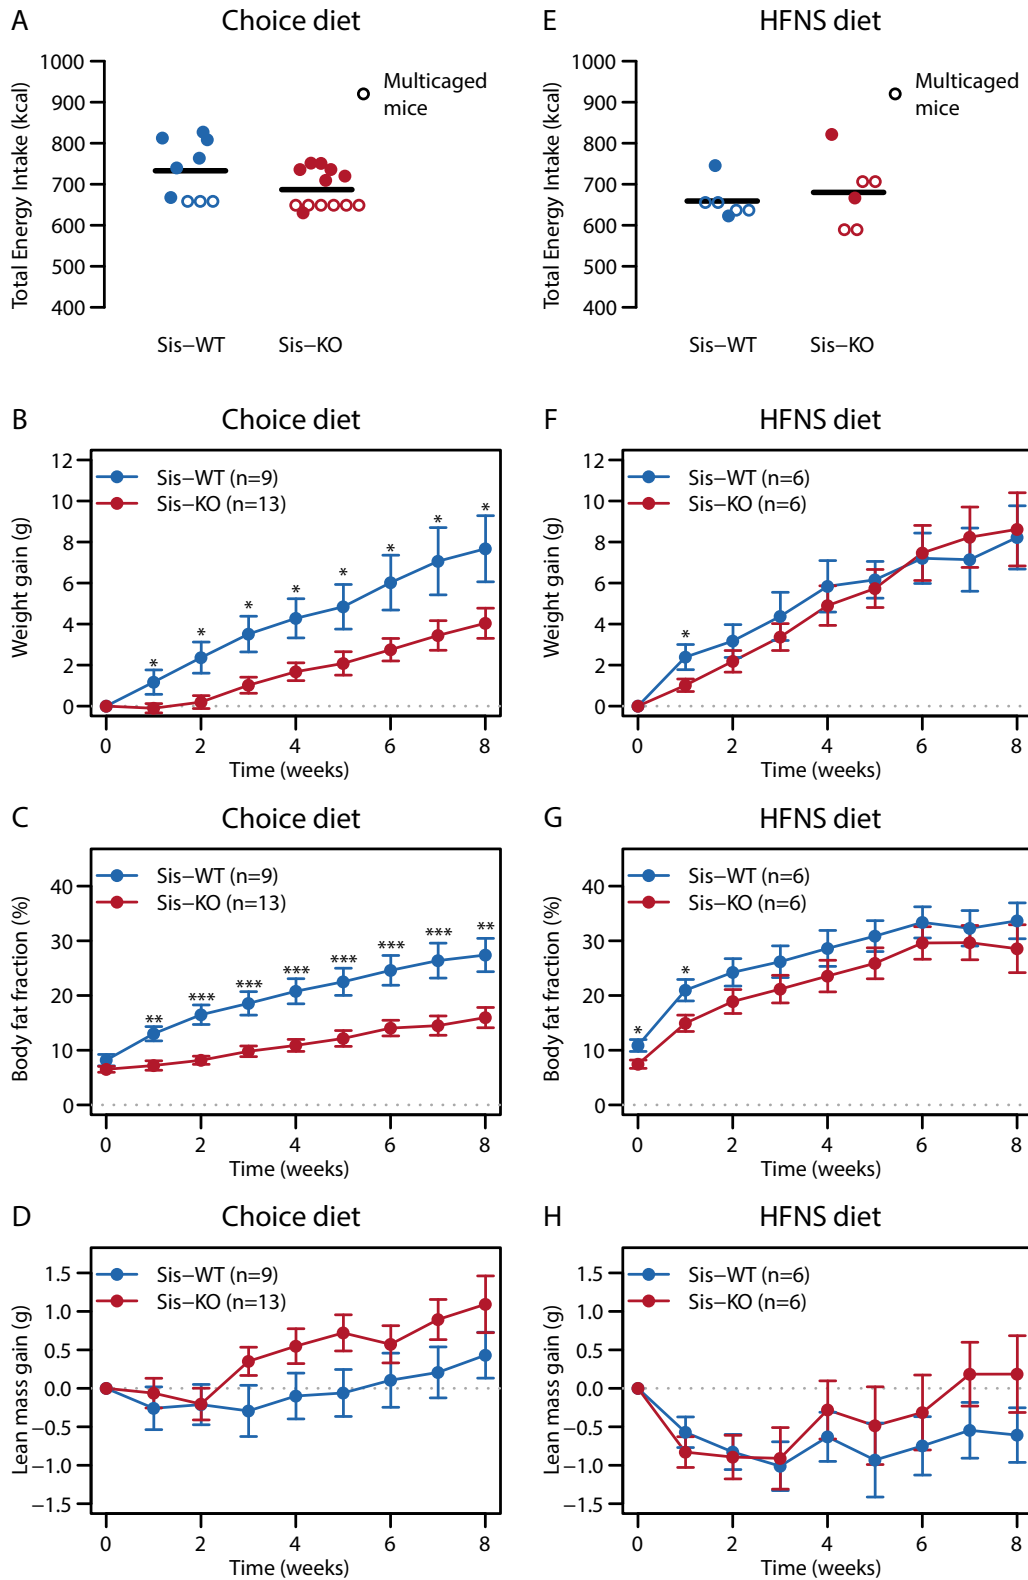 A
Choice diet
Total Energy Intake (kcal)
1000
900
800
700
600
500
400
Multicaged
mice
Sis−WT
Sis−KO
E
HFNS diet
Total Energy Intake (kcal)
1000
900
800
700
600
500
400
Multicaged
mice
Sis−WT
Sis−KO
B
Choice diet
Weight gain (g)
12
10
8
6
4
2
0
Sis−WT (n=9)
Sis−KO (n=13)
* * * * * * * *
0 2 4 6 8
Time (weeks)
F
HFNS diet
Weight gain (g)
12
10
8
6
4
2
0
Sis−WT (n=6)
Sis−KO (n=6)
*
0 2 4 6 8
Time (weeks)
C
Choice diet
Body fat fraction (%)
40
30
20
10
0
Sis−WT (n=9)
Sis−KO (n=13)
** *** *** *** *** *** *** **
0 2 4 6 8
Time (weeks)
G
HFNS diet
Body fat fraction (%)
40
30
20
10
0
Sis−WT (n=6)
Sis−KO (n=6)
* *
0 2 4 6 8
Time (weeks)
D
Choice diet
Lean mass gain (g)
1.5
1.0
0.5
0.0
−0.5
−1.0
−1.5
Sis−WT (n=9)
Sis−KO (n=13)
0 2 4 6 8
Time (weeks)
H
HFNS diet
Lean mass gain (g)
1.5
1.0
0.5
0.0
−0.5
−1.0
−1.5
Sis−WT (n=6)
Sis−KO (n=6)
0 2 4 6 8
Time (weeks)